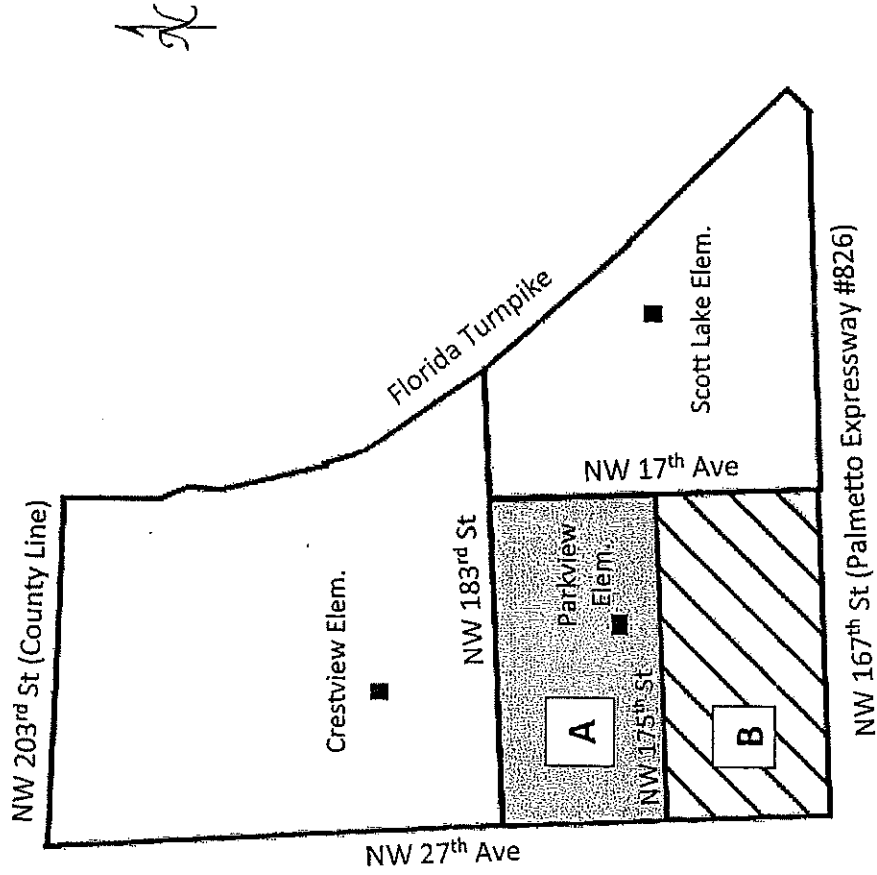 NW 203rd St (County Line)
Florida Turnpike
Crestview Elem.
NW 183rd St
NW 27th Ave
Parkview
Elem.
A
NW 17th Ave
Scott Lake Elem.
NW 175th St
B
NW 167th St (Palmetto Expressway #826)